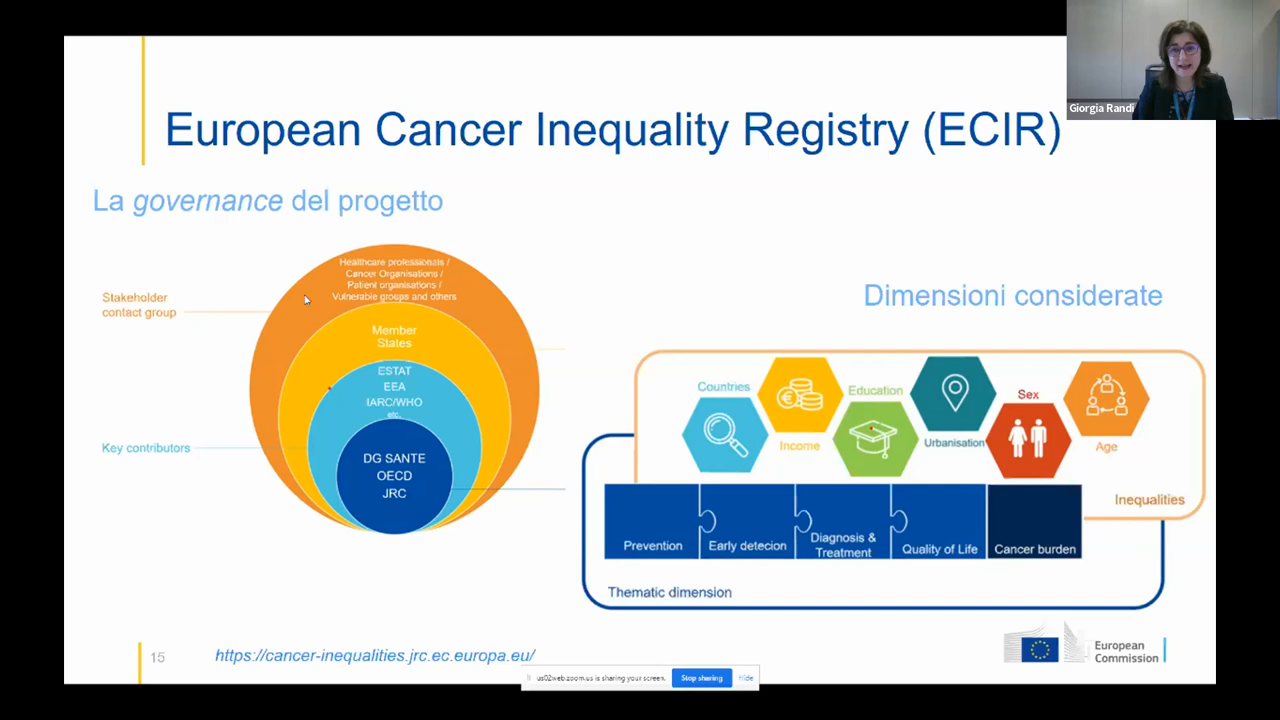 Giorgia Randi
European Cancer Inequality Registry (ECIR)
La governance del progetto
Healthcare professionals /
Cancer Organisations /
Patient organisations /
Vulnerable groups and others
Stakeholder
contact group
Member
States
ESTAT
EEA
IARC/WHO
etc.
Key contributors
DG SANTE
OECD
JRC
Dimensioni considerate
Countries
Income
Education
Urbanisation
Sex
Age
Inequalities
Prevention
Early detecion
Diagnosis &
Treatment
Quality of Life
Cancer burden
Thematic dimension
15
https://cancer-inequalities.jrc.ec.europa.eu/
European
Commission
us02web.zoom.us is sharing your screen.
Stop sharing
Hide